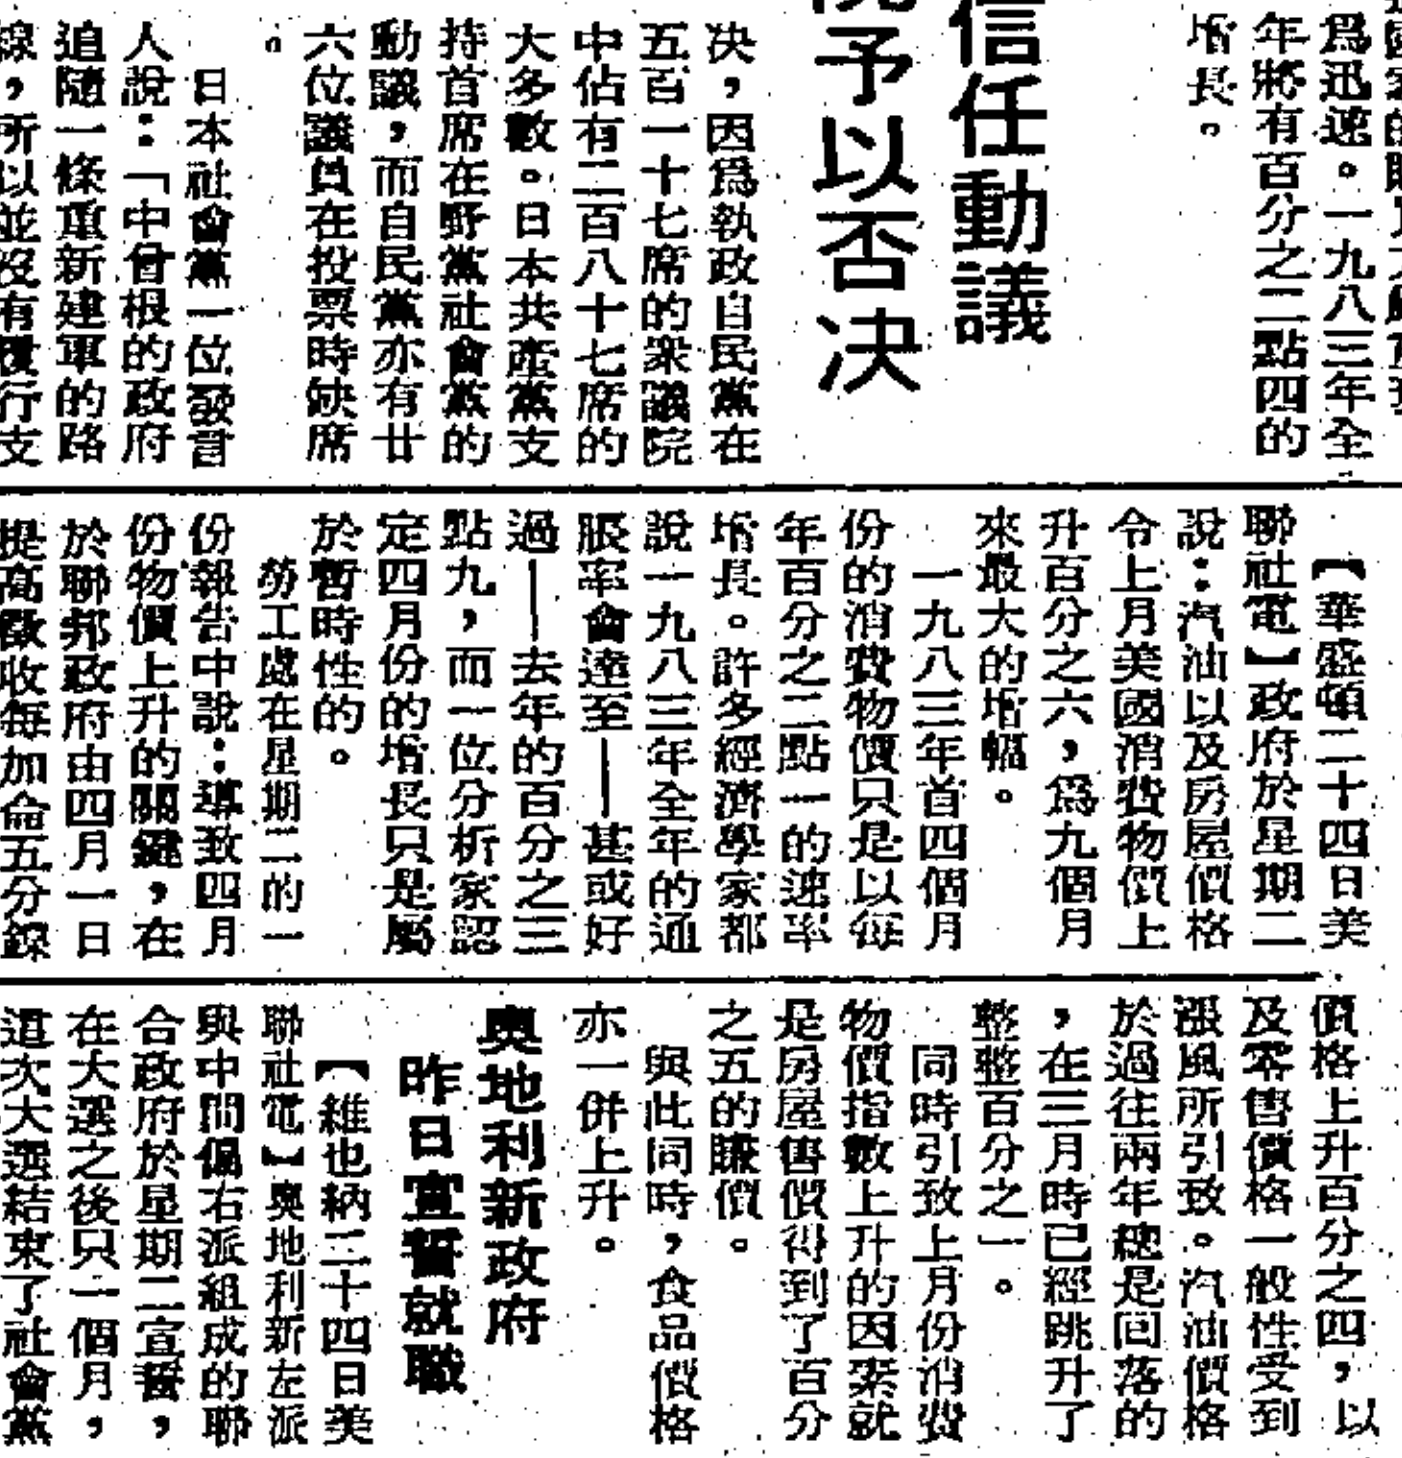 爲迅速。一九八三年全
年將有百分之二點四的
增長。
信任動議
予以否決
決，因爲執政自民黨在
五百一十七席的衆議院
中佔有二百八十七席的
大多數。日本共產黨支
持首席在野黨社會黨的
動議，而自民黨亦有廿
六位議員在投票時缺席
。
日本社會黨一位發言
人說：「中曾根的政府
追隨一條重新建軍的路
線，所以並沒有履行支
【華盛頓二十四日美
聯社電】政府於星期二
說：汽油以及房屋價格
令上月美國消費物價上
升百分之六，爲九個月
來最大的增幅。
一九八三年首四個月
份的消費物價只是以每
年百分之二點一的速率
增長。許多經濟學家都
說一九八三年全年的通
脹率會達至——甚或好
過——去年的百分之三
點九，而一位分析家認
定四月份的增長只是屬
於暫時性的。
勞工處在星期二的一
份報告中說：導致四月
份物價上升的關鍵，在
於聯邦政府由四月一日
提高徵收每加侖五分錢
價格上升百分之四，以
及零售價格一般性受到
漲風所引致。汽油價格
於過往兩年總是回落的
，在三月時已經跳升了
整整百分之一。
同時引致上月份消費
物價指數上升的因素就
是房屋售價得到了百分
之五的賺價。
與此同時，食品價格
亦一併上升。
奧地利新政府
昨日宣誓就職
【維也納二十四日美
聯社電】奧地利新左派
與中間偏右派組成的聯
合政府於星期二宣誓，
在大選之後只一個月，
這次大選結束了社會黨